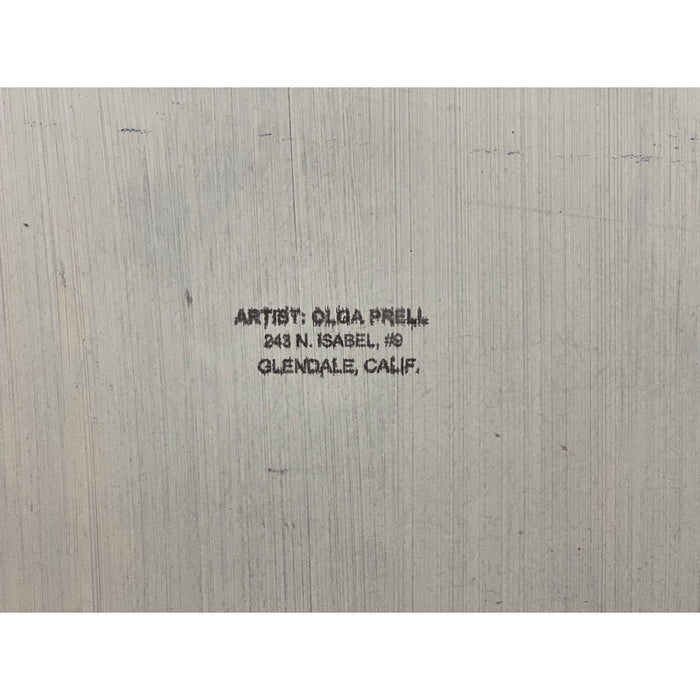 ARTIST: OLGA PRELL
243 N. ISABEL, #9
GLENDALE, CALIF.